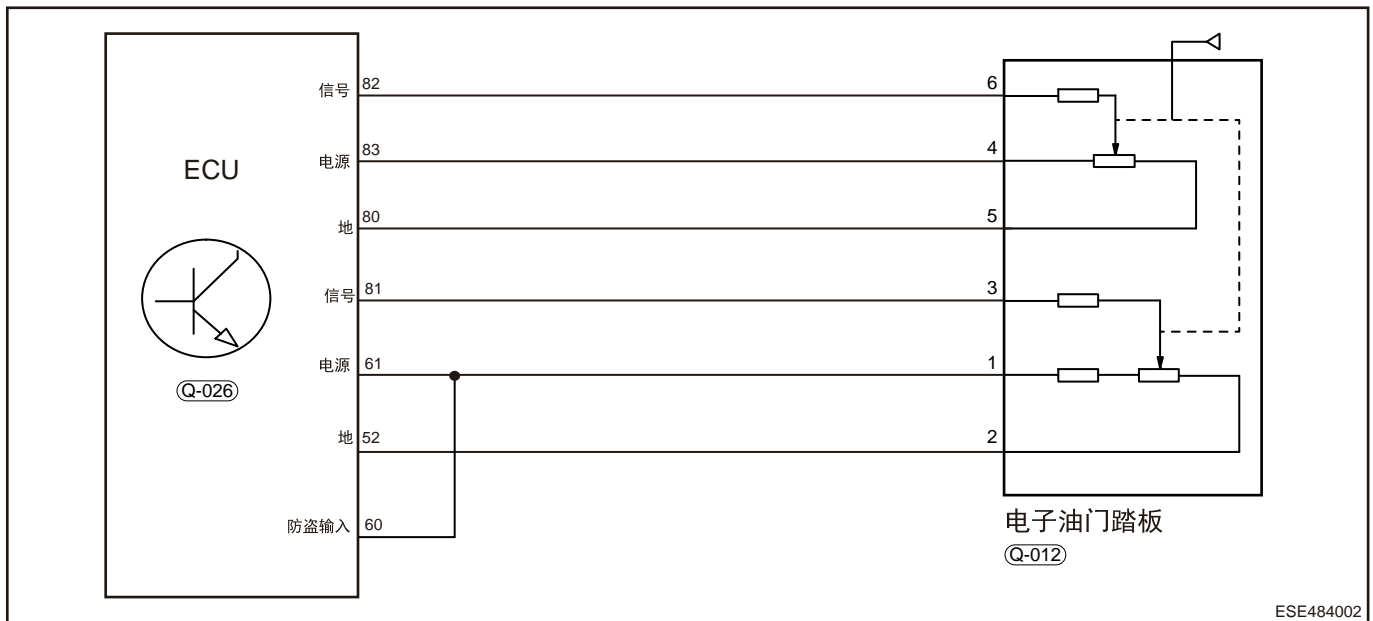 信号 82 6
电源 83 4
ECU
地 80 5
信号 81 3
电源 61 1
Q-026
地 52 2
防盗输入 60
电子油门踏板
Q-012
ESE484002